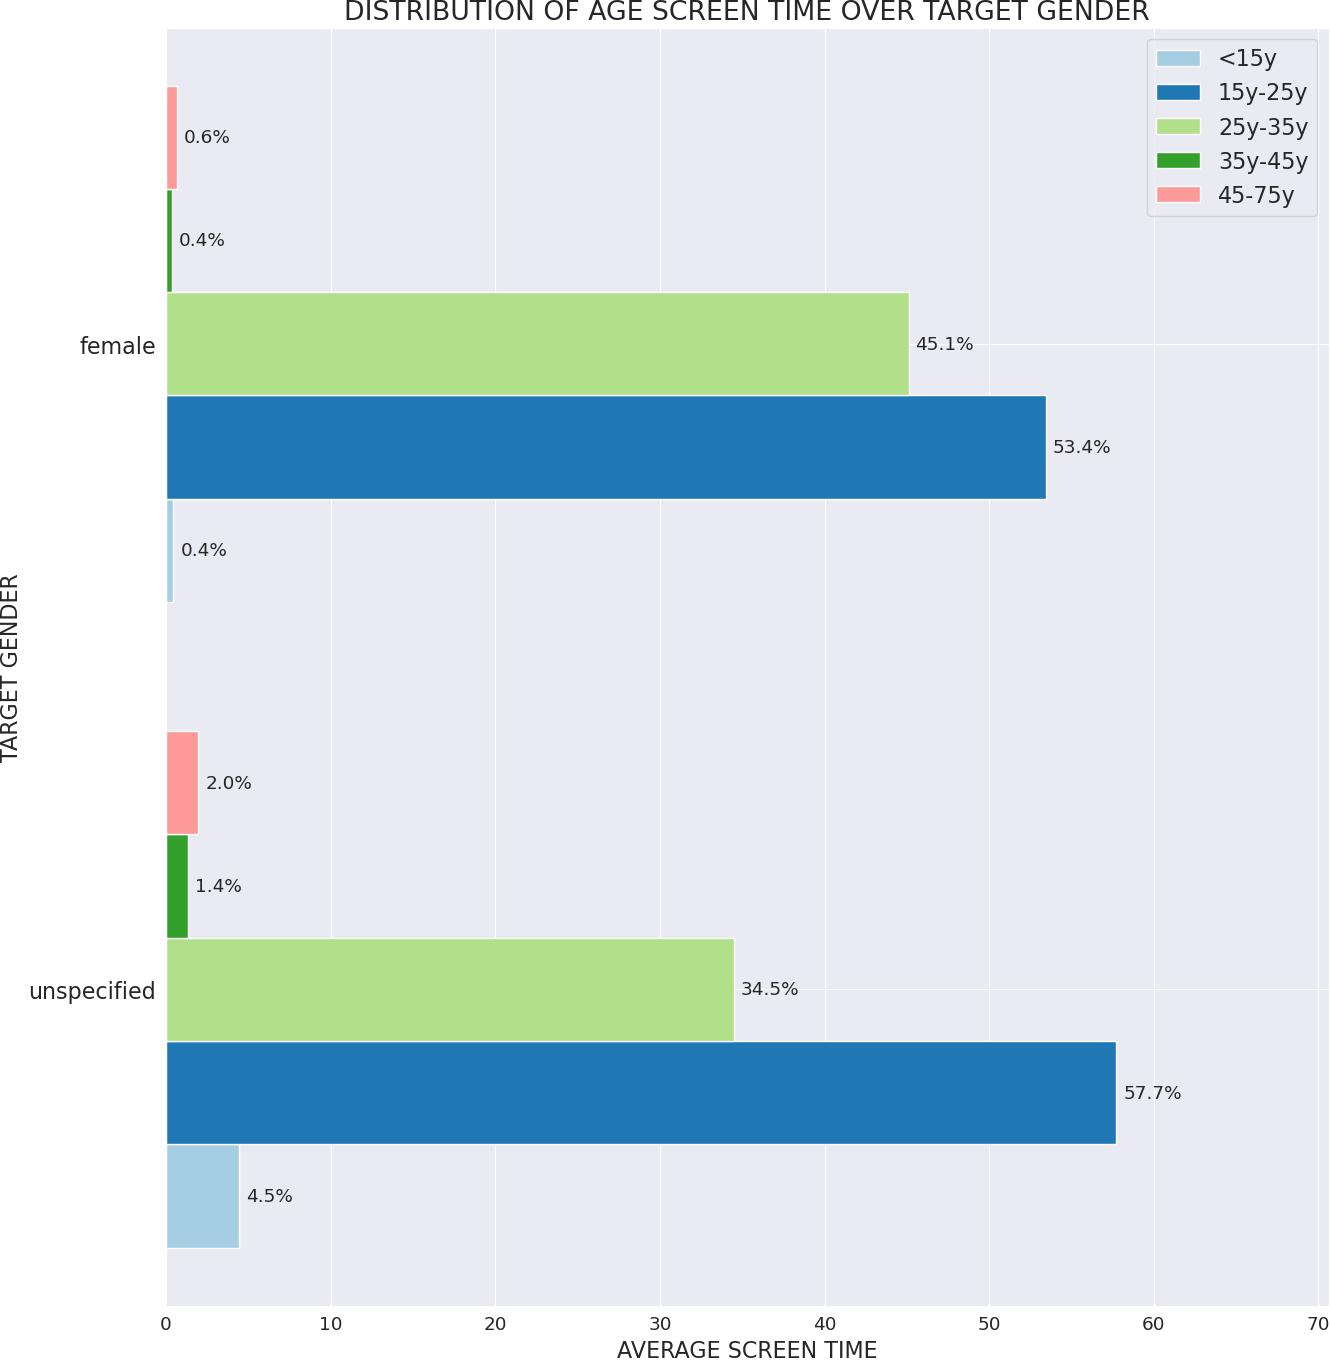 DISTRIBUTION OF AGE SCREEN TIME OVER TARGET GENDER
<15y
15y-25y
25y-35y
35y-45y
45-75y
0.6%
0.4%
female
45.1%
53.4%
0.4%
TARGET GENDER
2.0%
1.4%
unspecified
34.5%
57.7%
4.5%
0 10 20 30 40 50 60 70
AVERAGE SCREEN TIME